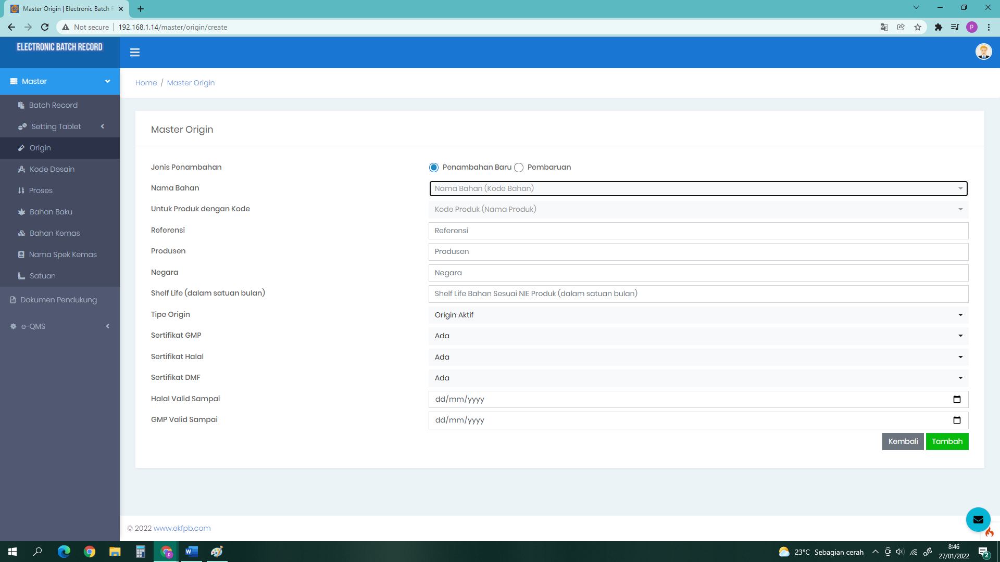 Master Origin | Electronic Batch R
Not secure
192.168.1.14/master/origin/create
P
ELECTRONIC BATCH RECORD
Master
Batch Record
Setting Tablet
Origin
Kode Desain
Proses
Bahan Baku
Bahan Kemas
Nama Spek Kemas
Satuan
Dokumen Pendukung
e-QMS
Home / Master Origin
Master Origin
Jenis Penambahan
Penambahan Baru
Pembaruan
Nama Bahan
Nama Bahan (Kode Bahan)
Untuk Produk dengan Kode
Kode Produk (Nama Produk)
Referensi
Referensi
Produsen
Produsen
Negara
Negara
Shelf Life (dalam satuan bulan)
Shelf Life Bahan Sesuai NIE Produk (dalam satuan bulan)
Tipe Origin
Origin Aktif
Sertifikat GMP
Ada
Sertifikat Halal
Ada
Sertifikat DMF
Ada
Halal Valid Sampai
dd/mm/yyyy
GMP Valid Sampai
dd/mm/yyyy
Kembali
Tambah
© 2022 www.ekfpb.com
23°C Sebagian cerah
8:46
27/01/2022
2